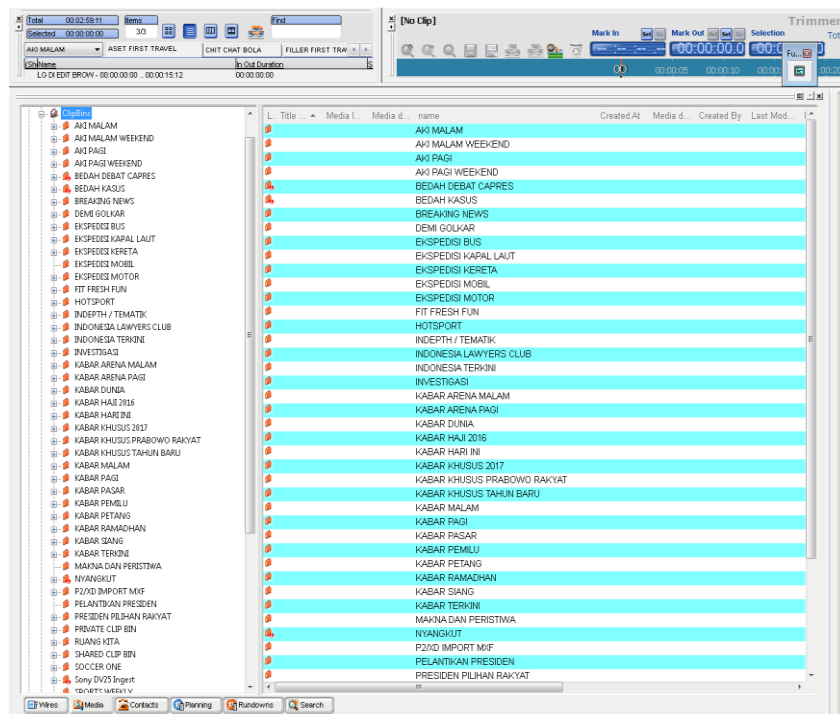 Total 00:02:59:11 Items Find
Selected 00:00:00:00 3/3
AKI MALAM ASET FIRST TRAVEL CHIT CHAT BOLA FILLER FIRST TRA
Name In Out Duration S
LG DI EDIT BROW - 00:00:00:00 .. 00:00:15:12 00:00:00:00
[No Clip] Trimmer
Mark In Set Mark Out Set Selection Tot
00:00:00.0 00:00:0
Fu...
00 00:00:05 00:00:10 00:00: 00:00:20
ClipBins
AKI MALAM
AKI MALAM WEEKEND
AKI PAGI
AKI PAGI WEEKEND
BEDAH DEBAT CAPRES
BEDAH KASUS
BREAKING NEWS
DEMI GOLKAR
EKSPEDISI BUS
EKSPEDISI KAPAL LAUT
EKSPEDISI KERETA
EKSPEDISI MOBIL
EKSPEDISI MOTOR
FIT FRESH FUN
HOTSPORT
INDEPTH / TEMATIK
INDONESIA LAWYERS CLUB
INDONESIA TERKINI
INVESTIGASI
KABAR ARENA MALAM
KABAR ARENA PAGI
KABAR DUNIA
KABAR HAJI 2016
KABAR HARI INI
KABAR KHUSUS 2017
KABAR KHUSUS PRABOWO RAKYAT
KABAR KHUSUS TAHUN BARU
KABAR MALAM
KABAR PAGI
KABAR PASAR
KABAR PEMILU
KABAR PETANG
KABAR RAMADHAN
KABAR SIANG
KABAR TERKINI
MAKNA DAN PERISTIWA
NYANGKUT
P2/XD IMPORT MXF
PELANTIKAN PRESIDEN
PRESIDEN PILIHAN RAKYAT
PRIVATE CLIP BIN
RUANG KITA
SHARED CLIP BIN
SOCCER ONE
Sony DV25 Ingest
SPORTS WEEKLY
L... Title ... Media I... Media d... name Created At Media d... Created By Last Mod...
AKI MALAM
AKI MALAM WEEKEND
AKI PAGI
AKI PAGI WEEKEND
BEDAH DEBAT CAPRES
BEDAH KASUS
BREAKING NEWS
DEMI GOLKAR
EKSPEDISI BUS
EKSPEDISI KAPAL LAUT
EKSPEDISI KERETA
EKSPEDISI MOBIL
EKSPEDISI MOTOR
FIT FRESH FUN
HOTSPORT
INDEPTH / TEMATIK
INDONESIA LAWYERS CLUB
INDONESIA TERKINI
INVESTIGASI
KABAR ARENA MALAM
KABAR ARENA PAGI
KABAR DUNIA
KABAR HAJI 2016
KABAR HARI INI
KABAR KHUSUS 2017
KABAR KHUSUS PRABOWO RAKYAT
KABAR KHUSUS TAHUN BARU
KABAR MALAM
KABAR PAGI
KABAR PASAR
KABAR PEMILU
KABAR PETANG
KABAR RAMADHAN
KABAR SIANG
KABAR TERKINI
MAKNA DAN PERISTIWA
NYANGKUT
P2/XD IMPORT MXF
PELANTIKAN PRESIDEN
PRESIDEN PILIHAN RAKYAT
Wires Media Contacts Planning Rundowns Search